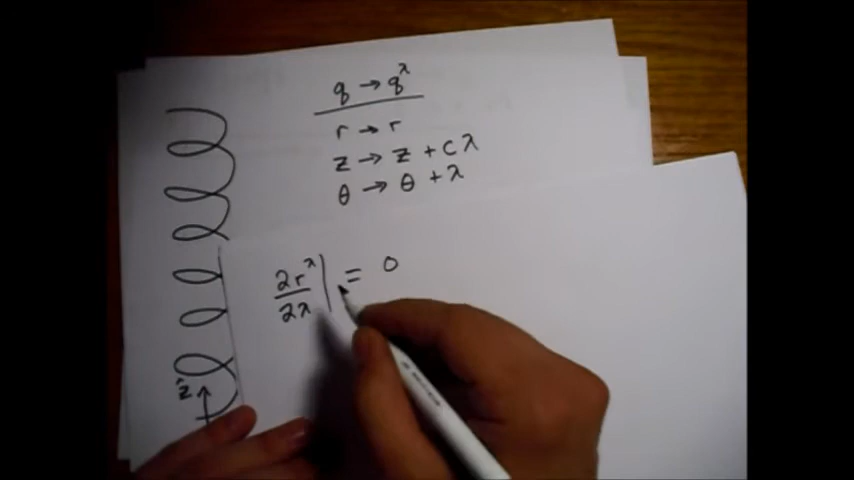 q → q^λ
r → r
z → z + cλ
θ → θ + λ
∂r^λ/∂λ | = 0
ẑ